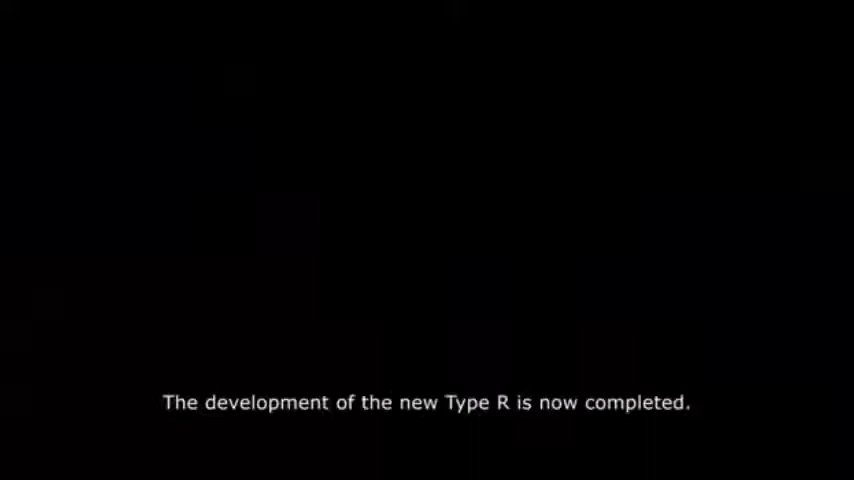 The development of the new Type R is now completed.